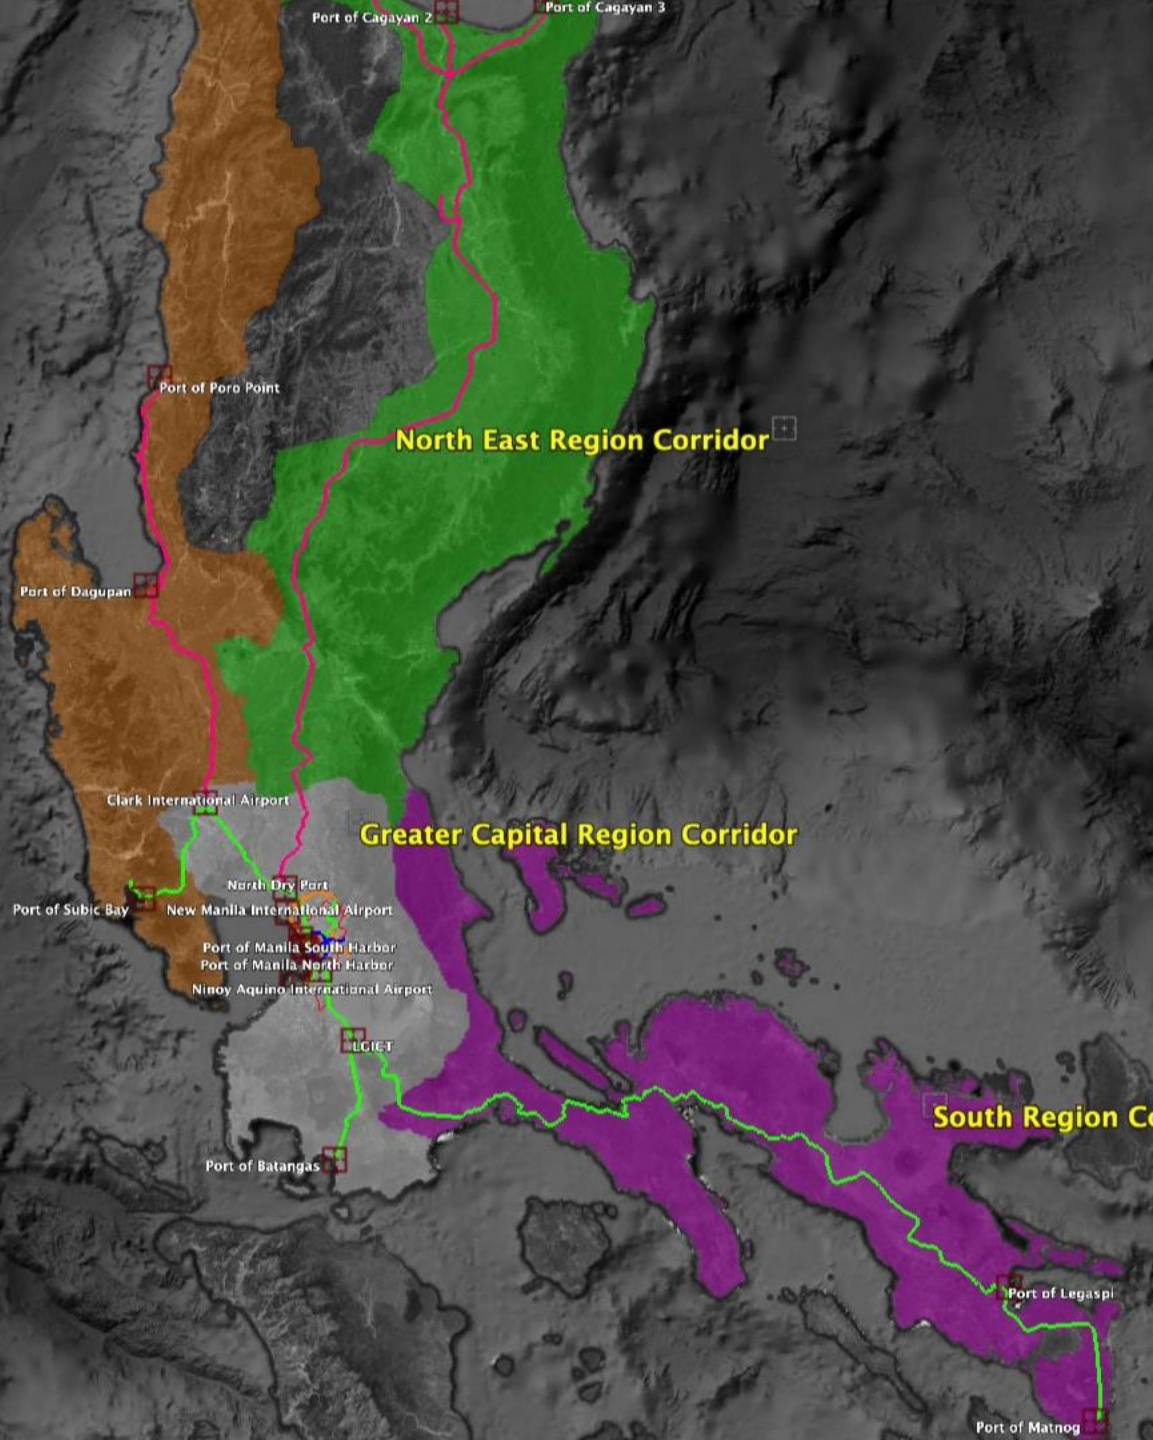 Port of Cagayan 2
Port of Cagayan 3
Port of Poro Point
North East Region Corridor
Port of Dagupan
Clark International Airport
Greater Capital Region Corridor
North Dry Port
Port of Subic Bay
New Manila International Airport
Port of Manila South Harbor
Port of Manila North Harbor
Ninoy Aquino International Airport
LGICT
South Region Co
Port of Batangas
Port of Legaspi
Port of Matnog